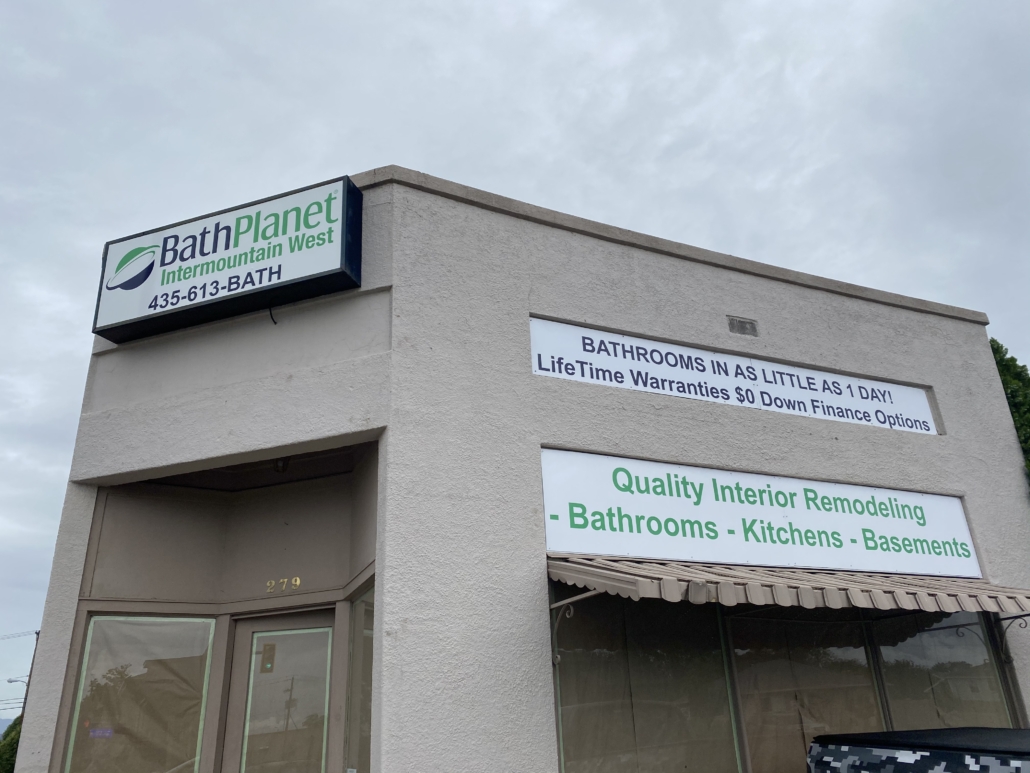 BathPlanet
Intermountain West
435-613-BATH
BATHROOMS IN AS LITTLE AS 1 DAY!
LifeTime Warranties $0 Down Finance Options
Quality Interior Remodeling
- Bathrooms - Kitchens - Basements
279